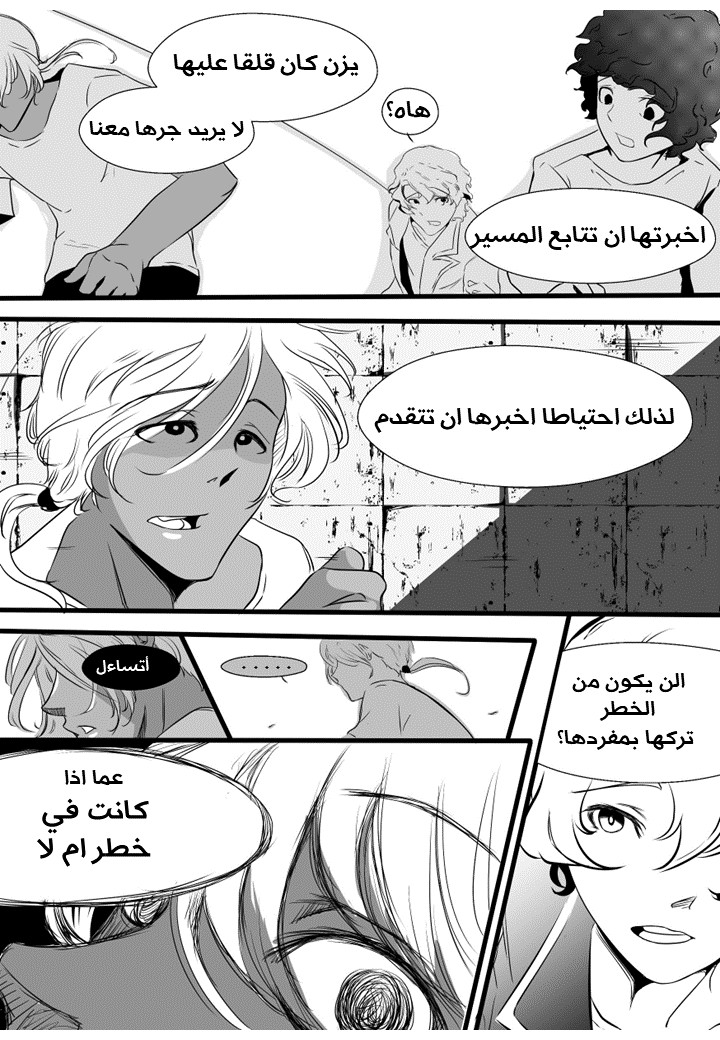 اخبرتها ان تتابع المسير
هاه؟
يزن كان قلقا عليها
لا يريد جرها معنا
لذلك احتياطا اخبرها ان تتقدم
الن يكون من
الخطر
تركها بمفردها؟
.....
أتساءل
عما اذا
كانت في
خطر ام لا